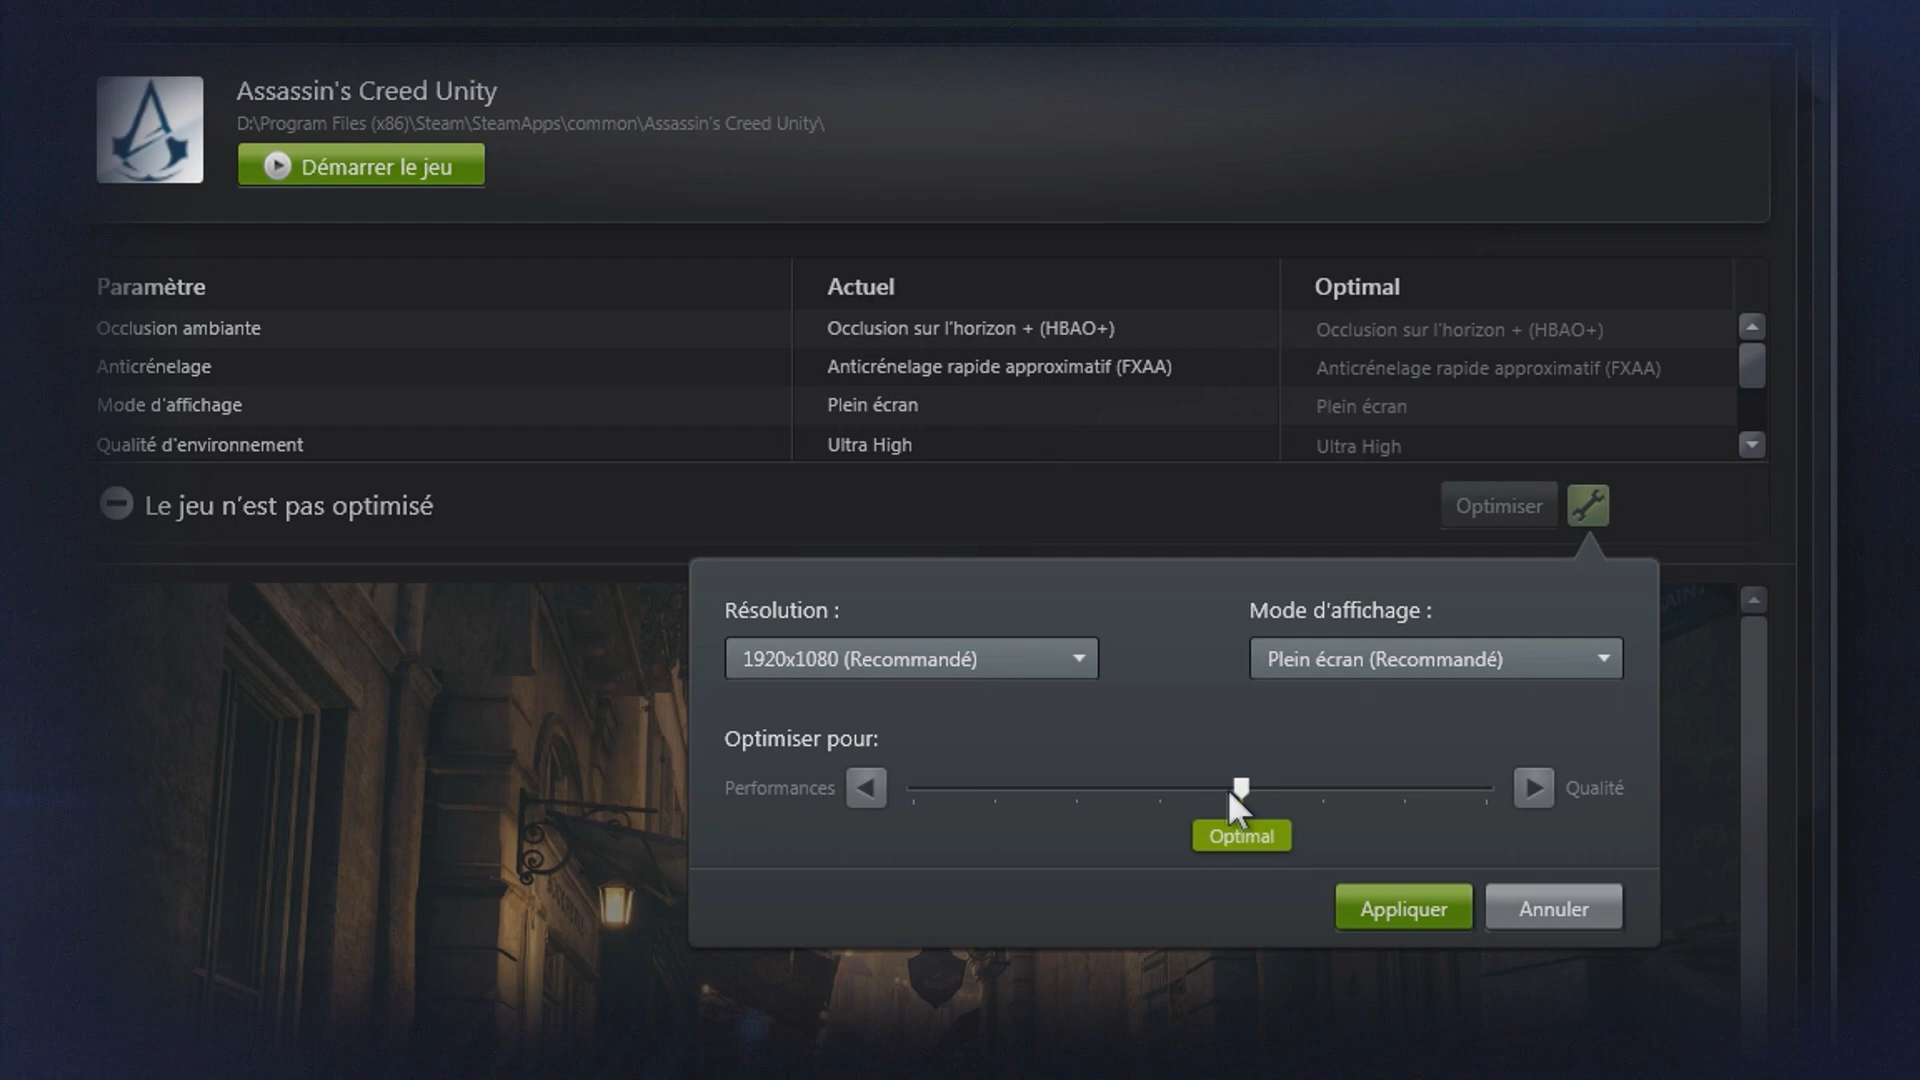 Assassin's Creed Unity
D:\Program Files (x86)\Steam\SteamApps\common\Assassin's Creed Unity\
Démarrer le jeu
Paramètre Actuel Optimal
Occlusion ambiante Occlusion sur l'horizon + (HBAO+) Occlusion sur l'horizon + (HBAO+)
Anticrénelage Anticrénelage rapide approximatif (FXAA) Anticrénelage rapide approximatif (FXAA)
Mode d'affichage Plein écran Plein écran
Qualité d'environnement Ultra High Ultra High
Le jeu n'est pas optimisé Optimiser
Résolution : Mode d'affichage :
1920x1080 (Recommandé) Plein écran (Recommandé)
Optimiser pour:
Performances Qualité
Optimal
Appliquer Annuler